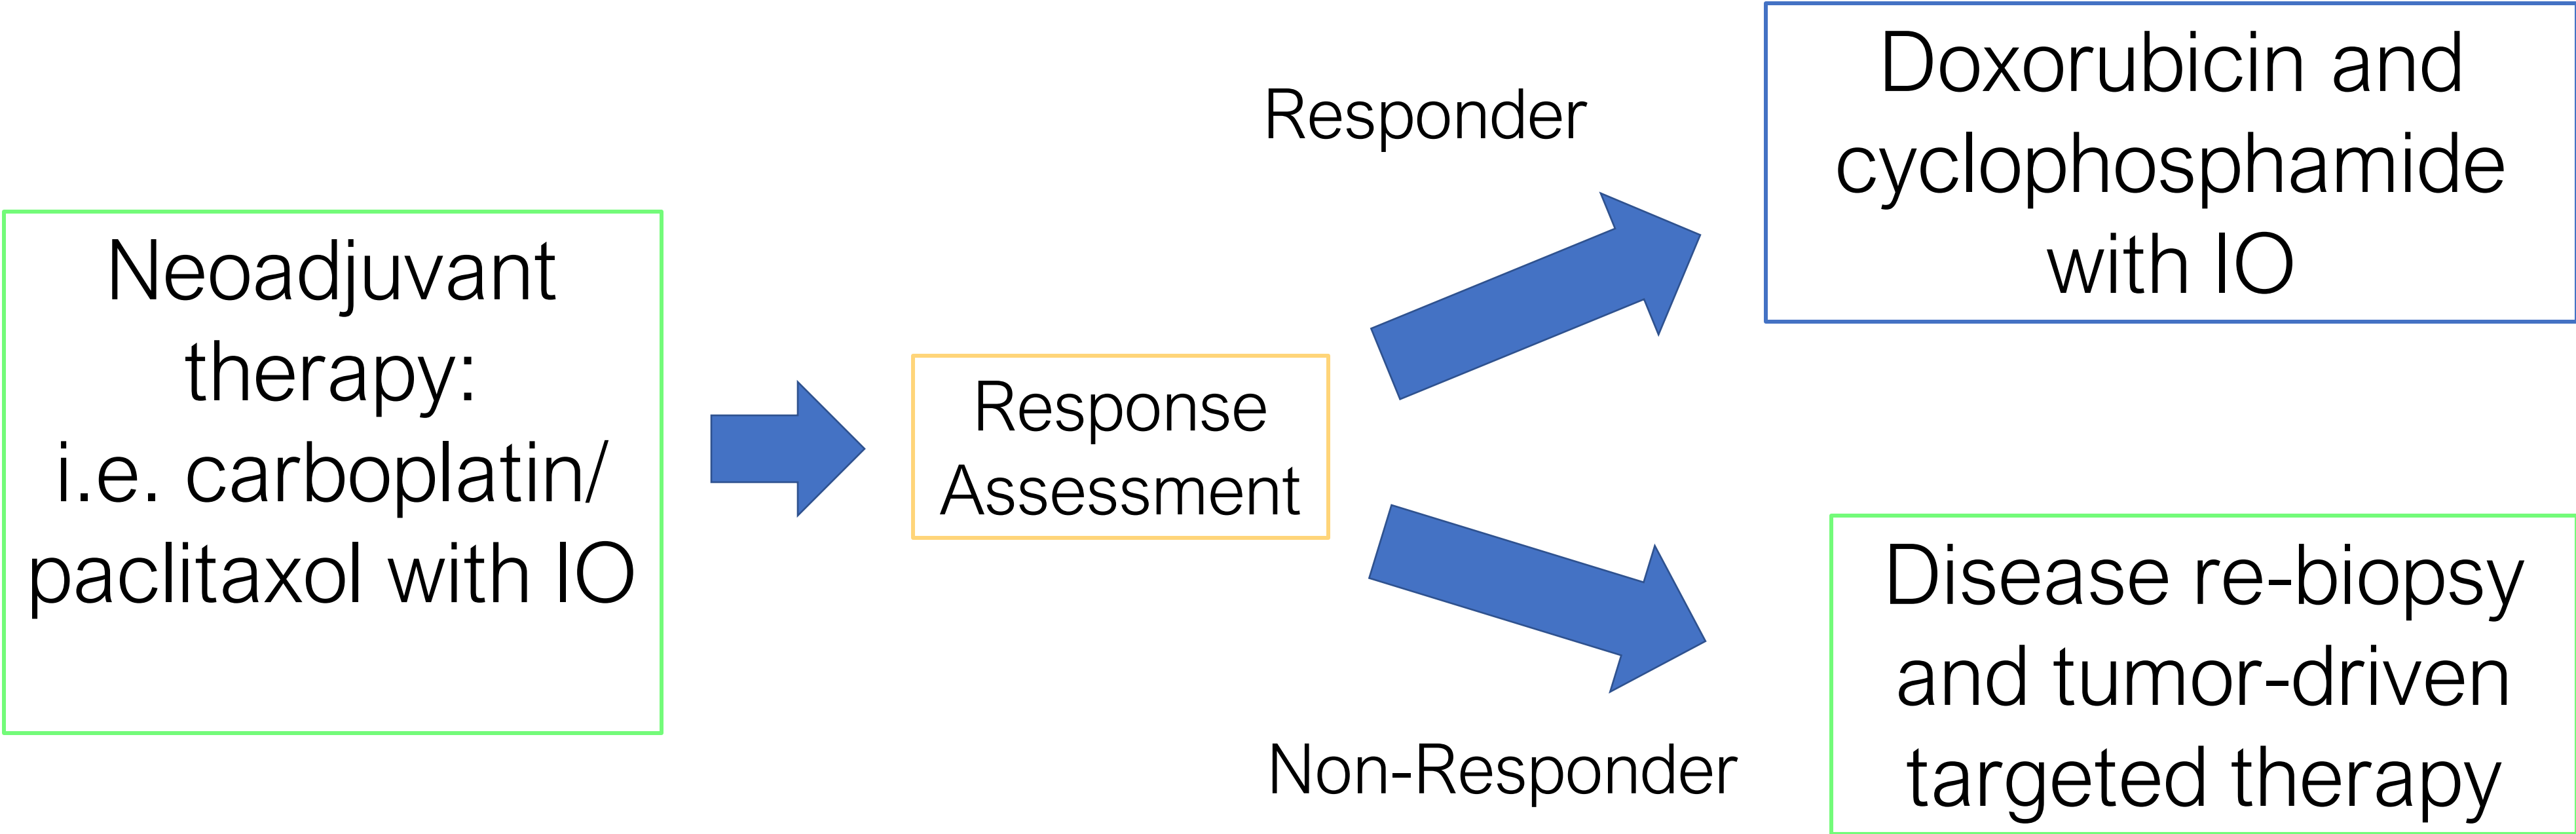 Neoadjuvant
therapy:
i.e. carboplatin/
paclitaxol with IO
Response
Assessment
Responder
Doxorubicin and
cyclophosphamide
with IO
Non-Responder
Disease re-biopsy
and tumor-driven
targeted therapy